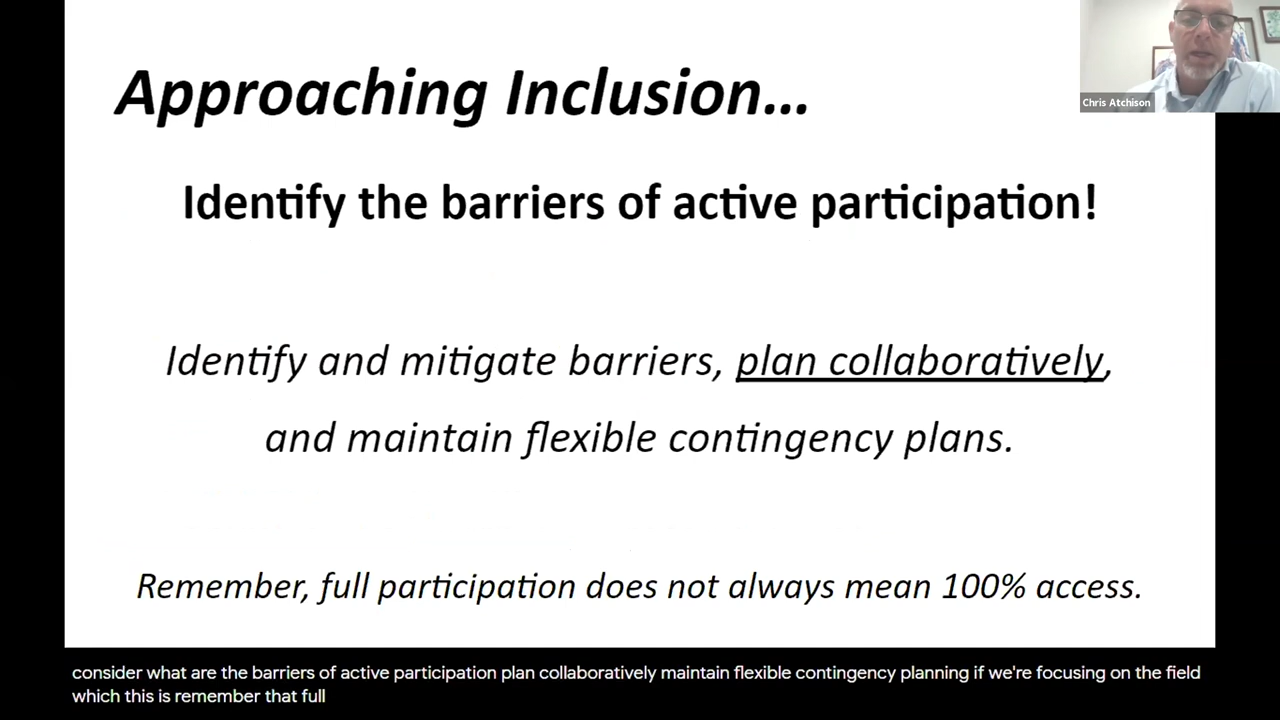 Approaching Inclusion...
Chris Atchison
Identify the barriers of active participation!
Identify and mitigate barriers, plan collaboratively,
and maintain flexible contingency plans.
Remember, full participation does not always mean 100% access.
consider what are the barriers of active participation plan collaboratively maintain flexible contingency planning if we're focusing on the field
which this is remember that full